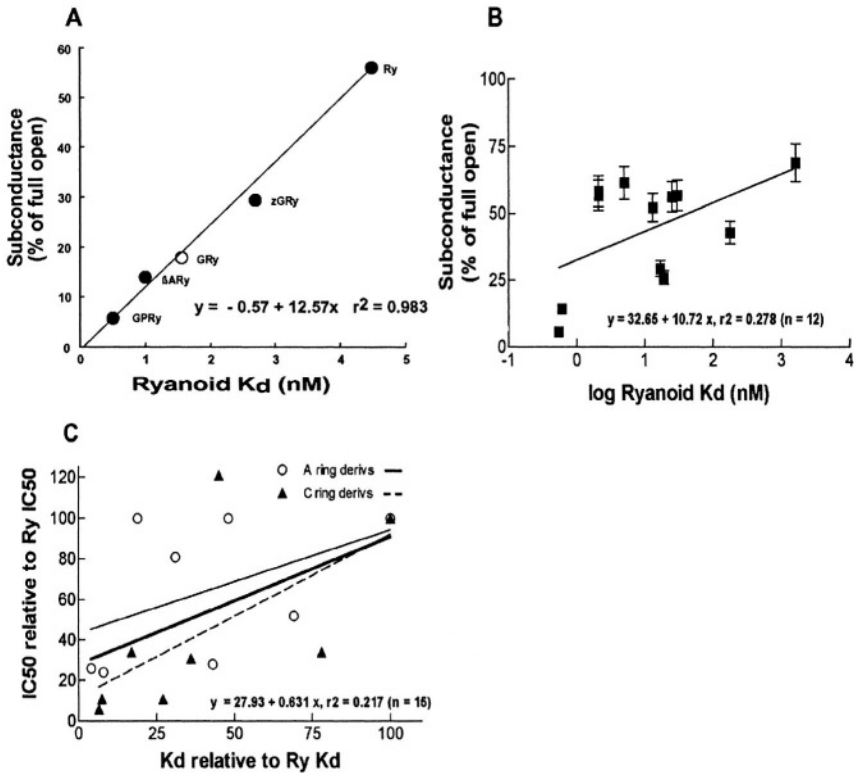 A
Subconductance
(% of full open)
60
50
40
30
20
10
0
Ry
zGRy
GRy
ßARy
GPRy
y = - 0.57 + 12.57x r2 = 0.983
0 1 2 3 4 5
Ryanoid Kd (nM)
B
Subconductance
(% of full open)
100
75
50
25
0
y = 32.65 + 10.72 x, r2 = 0.278 (n = 12)
-1 0 1 2 3 4
log Ryanoid Kd (nM)
C
IC50 relative to Ry IC50
120
100
80
60
40
20
0
A ring derivs
C ring derivs
y = 27.93 + 0.631 x, r2 = 0.217 (n = 15)
0 25 50 75 100
Kd relative to Ry Kd